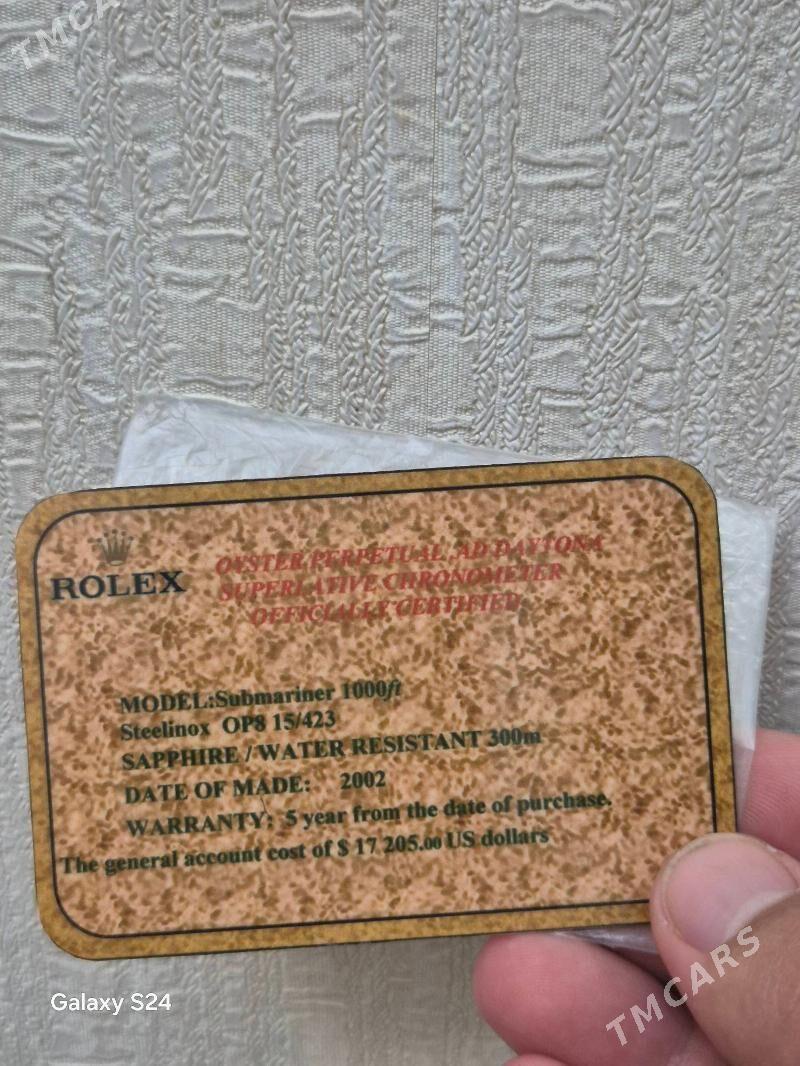 TMCARS
ROLEX
OYSTER,PERPETUAL,AD DAYTONA
SUPERLATIVE CHRONOMETER
OFFICIALLY CERTIFIED
MODEL:Submariner 1000ft
Steelinox OP8 15/423
SAPPHIRE / WATER RESISTANT 300m
DATE OF MADE: 2002
WARRANTY: 5 year from the date of purchase.
The general account cost of $ 17 205.00 US dollars
Galaxy S24
TMCARS